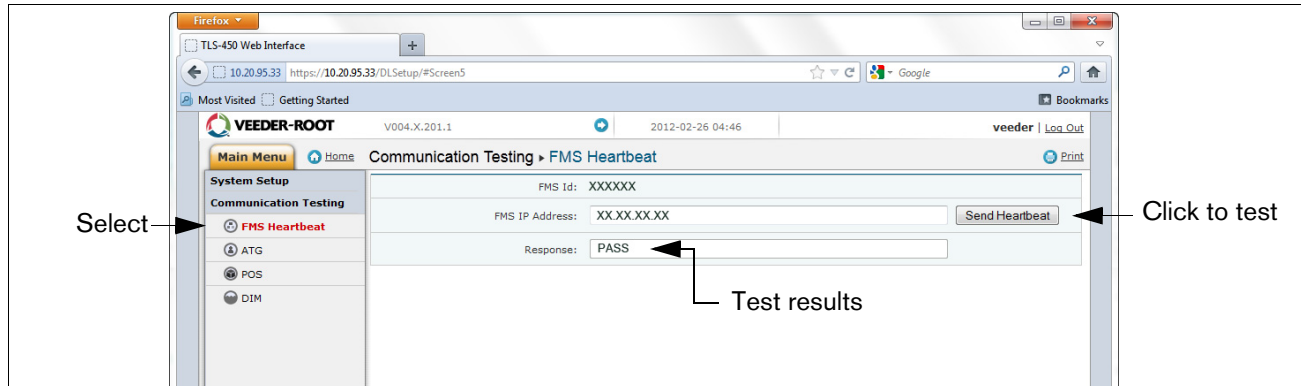 Firefox
TLS-450 Web Interface
10.20.95.33 https://10.20.95.33/DLSetup/#Screen5
Google
Most Visited Getting Started
Bookmarks
VEEDER-ROOT V004.X.201.1 2012-02-26 04:46 veeder | Log Out
Main Menu Home Communication Testing FMS Heartbeat Print
System Setup
Communication Testing
FMS Heartbeat
ATG
POS
DIM
FMS Id: XXXXXX
FMS IP Address: XX.XX.XX.XX Send Heartbeat
Response: PASS
Select
Click to test
Test results